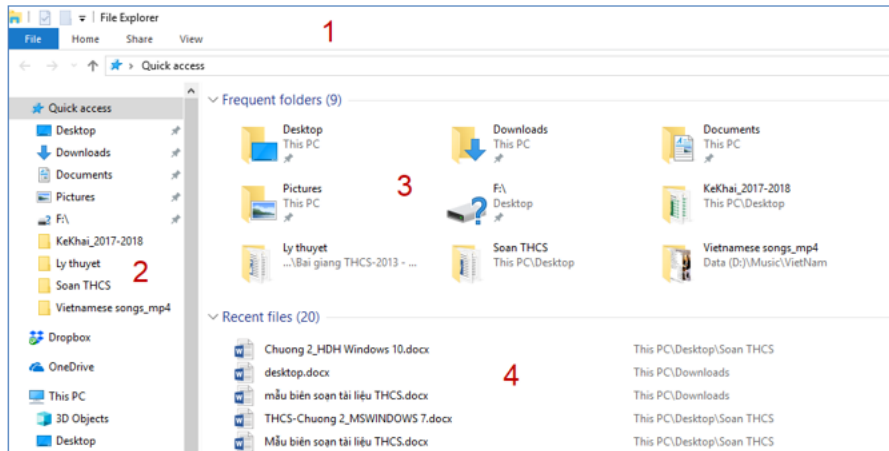 File Explorer
1
File Home Share View
Quick access
Quick access
Desktop
Downloads
Documents
Pictures
F:\
KeKhai_2017-2018
Ly thuyet
2
Soan THCS
Vietnamese songs_mp4
Dropbox
OneDrive
This PC
3D Objects
Desktop
Frequent folders (9)
Desktop
This PC
Downloads
This PC
Documents
This PC
Pictures
This PC
3
F:\
Desktop
KeKhai_2017-2018
This PC\Desktop
Ly thuyet
...\Bai giang THCS-2013 - ...
Soan THCS
This PC\Desktop
Vietnamese songs_mp4
Data (D:)\Music\VietNam
Recent files (20)
Chuong 2_HDH Windows 10.docx This PC\Desktop\Soan THCS
desktop.docx This PC\Downloads
4
mẫu biên soạn tài liệu THCS.docx This PC\Downloads
THCS-Chuong 2_MSWINDOWS 7.docx This PC\Desktop\Soan THCS
Mẫu biên soạn tài liệu THCS.docx This PC\Desktop\Soan THCS